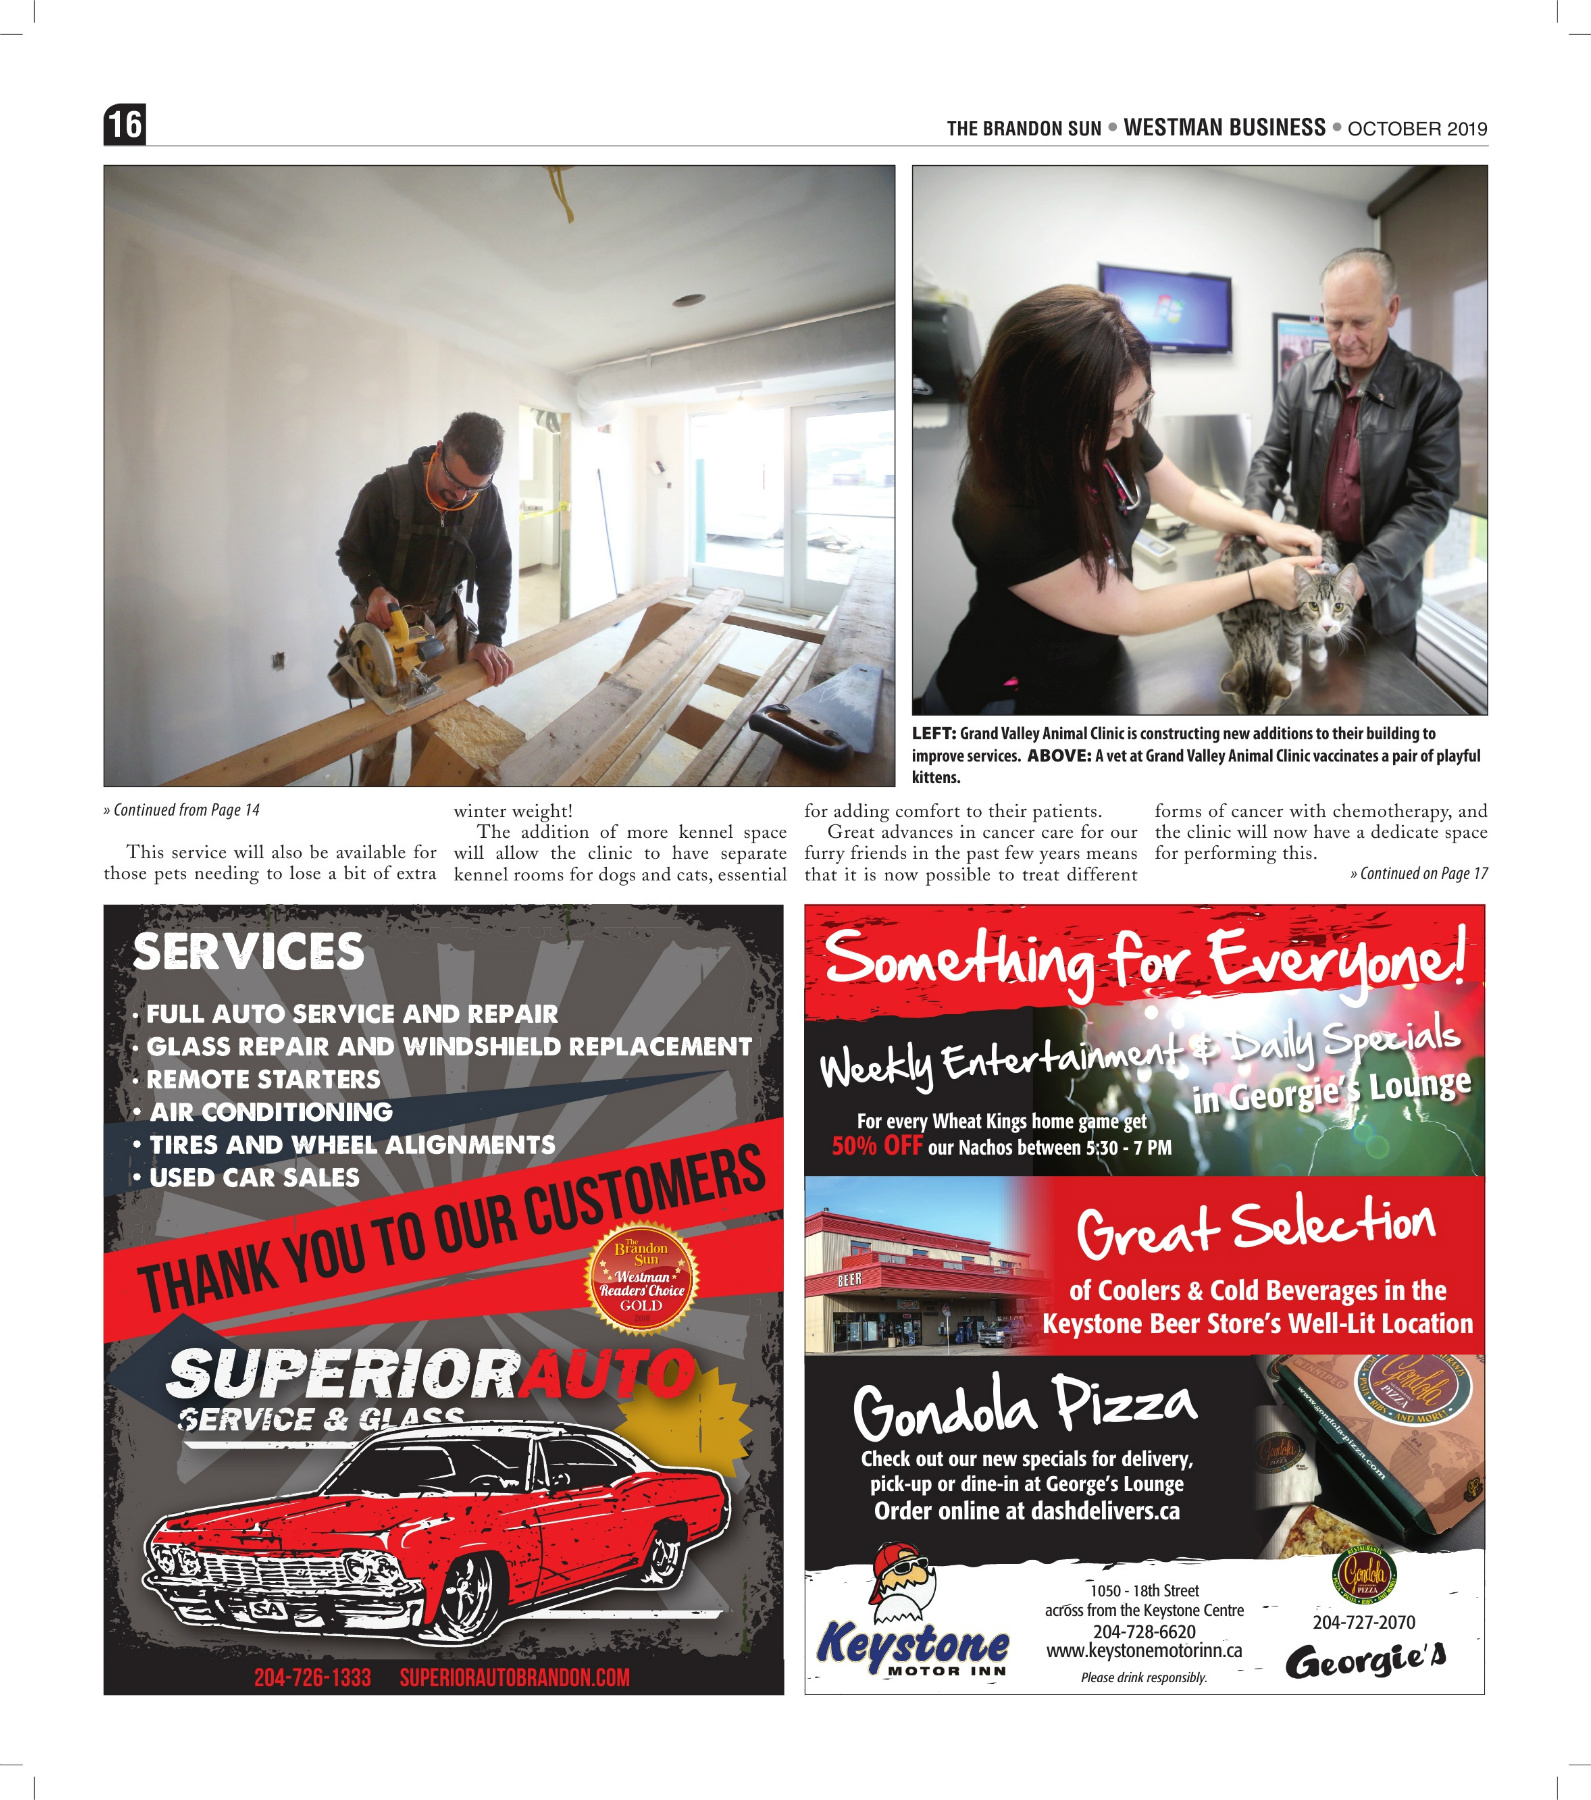 16
THE BRANDON SUN • WESTMAN BUSINESS • OCTOBER 2019
LEFT: Grand Valley Animal Clinic is constructing new additions to their building to
improve services. ABOVE: A vet at Grand Valley Animal Clinic vaccinates a pair of playful
kittens.
» Continued from Page 14
This service will also be available for
those pets needing to lose a bit of extra
winter weight!
The addition of more kennel space
will allow the clinic to have separate
kennel rooms for dogs and cats, essential
for adding comfort to their patients.
Great advances in cancer care for our
furry friends in the past few years means
that it is now possible to treat different
forms of cancer with chemotherapy, and
the clinic will now have a dedicate space
for performing this.
» Continued on Page 17
SERVICES
• FULL AUTO SERVICE AND REPAIR
• GLASS REPAIR AND WINDSHIELD REPLACEMENT
• REMOTE STARTERS
• AIR CONDITIONING
• TIRES AND WHEEL ALIGNMENTS
• USED CAR SALES
THANK YOU TO OUR CUSTOMERS
The
Brandon
Sun
Westman
Readers' Choice
GOLD
SUPERIORAUTO
SERVICE & GLASS
SA
204-726-1333 SUPERIORAUTOBRANDON.COM
Something for Everyone!
Weekly Entertainment & Daily Specials
in Georgie's Lounge
For every Wheat Kings home game get
50% OFF our Nachos between 5:30 - 7 PM
BEER
Great Selection
of Coolers & Cold Beverages in the
Keystone Beer Store's Well-Lit Location
Gondola Pizza
Check out our new specials for delivery,
pick-up or dine-in at George's Lounge
Order online at dashdelivers.ca
Gondola
PIZZA
RIBS • AND MORE!
www.gondola-pizza.com
Keystone
MOTOR INN
1050 - 18th Street
across from the Keystone Centre
204-728-6620
www.keystonemotorinn.ca
Please drink responsibly.
RESTAURANTS
Gondola
PIZZA
204-727-2070
Georgie's